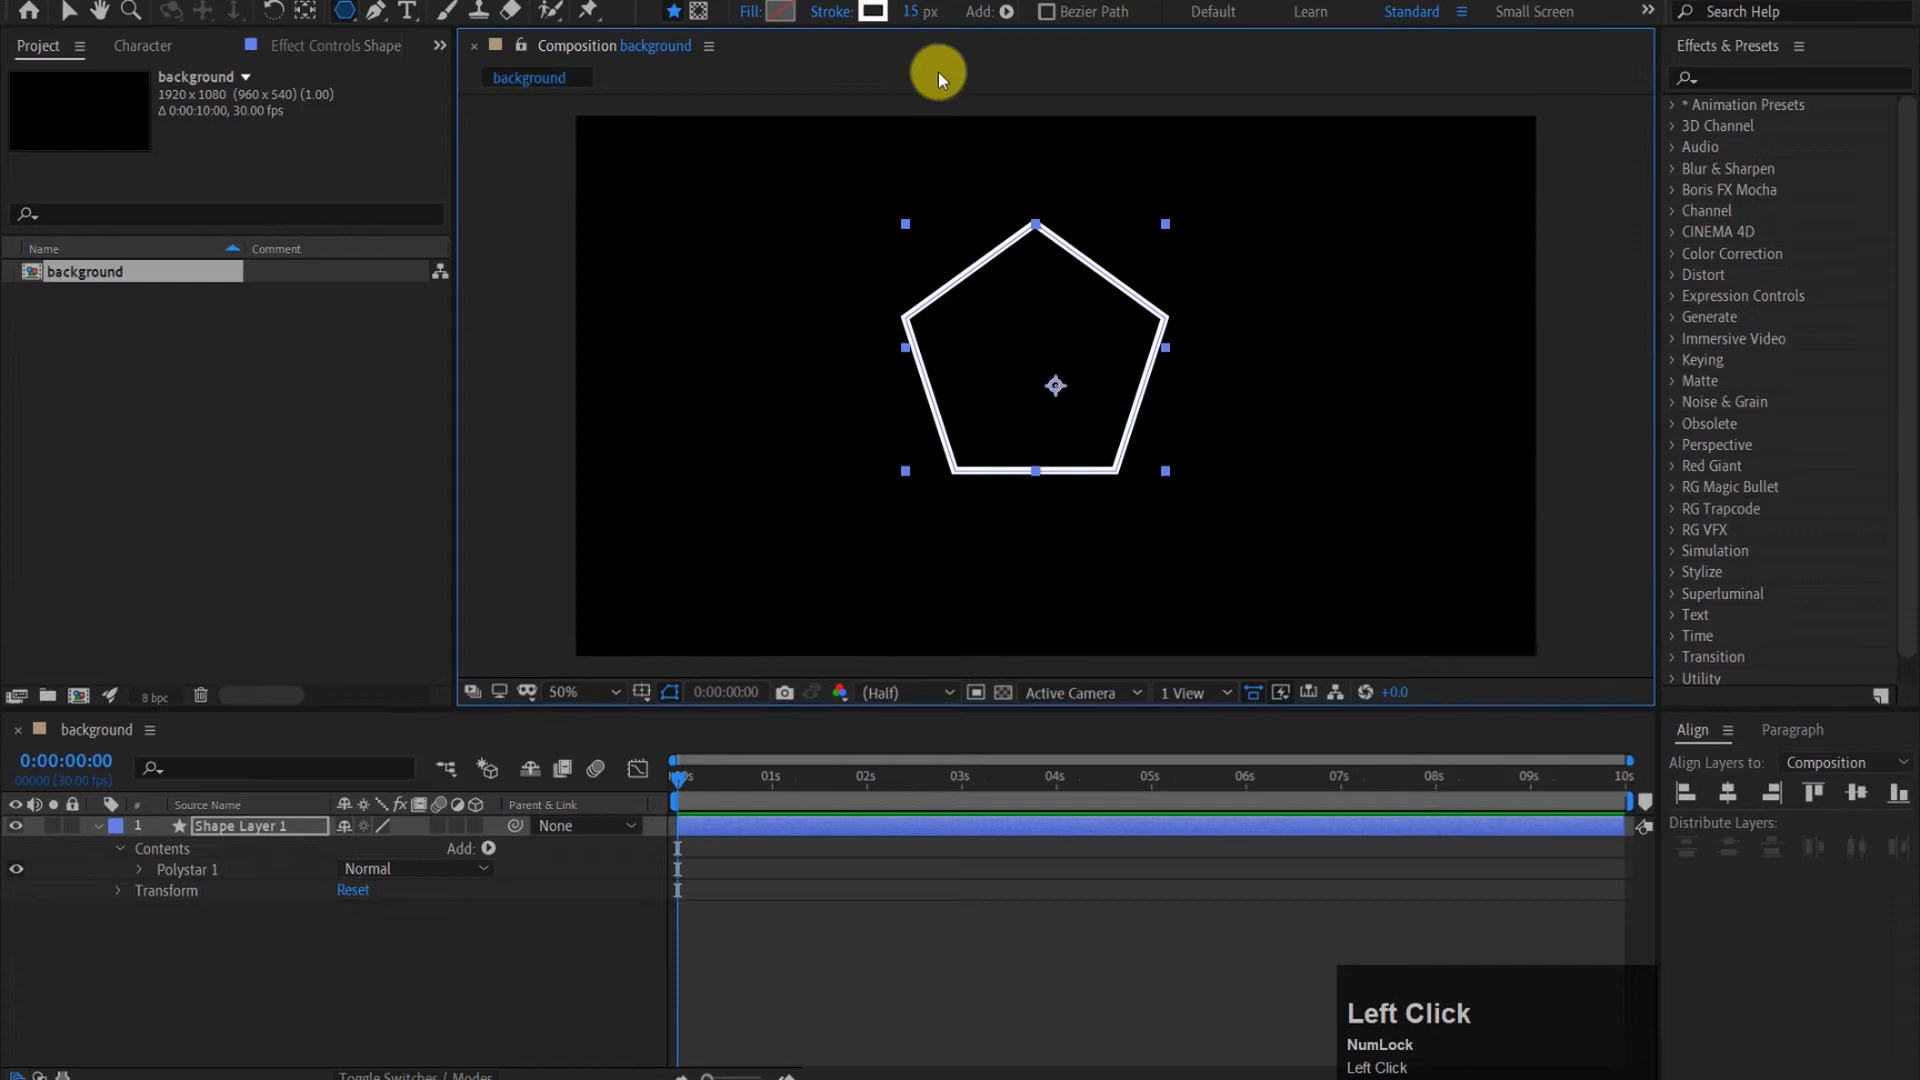 Fill: Stroke: 15 px Add: Bezier Path Default Learn Standard Small Screen Search Help
Project Character Effect Controls Shape
Composition background
Effects & Presets
background
1920 x 1080 (960 x 540) (1.00)
Δ 0:00:10:00, 30.00 fps
background
Name Comment
background
* Animation Presets
3D Channel
Audio
Blur & Sharpen
Boris FX Mocha
Channel
CINEMA 4D
Color Correction
Distort
Expression Controls
Generate
Immersive Video
Keying
Matte
Noise & Grain
Obsolete
Perspective
Red Giant
RG Magic Bullet
RG Trapcode
RG VFX
Simulation
Stylize
Superluminal
Text
Time
Transition
Utility
8 bpc
50% 0:00:00:00 (Half) Active Camera 1 View +0.0
background
Align Paragraph
0:00:00:00
00000 (30.00 fps)
01s 02s 03s 04s 05s 06s 07s 08s 09s 10s
Align Layers to: Composition
# Source Name fx Parent & Link
1 Shape Layer 1 None
Distribute Layers:
Contents Add:
Polystar 1 Normal
Transform Reset
Left Click
NumLock
Left Click
Toggle Switches / Modes